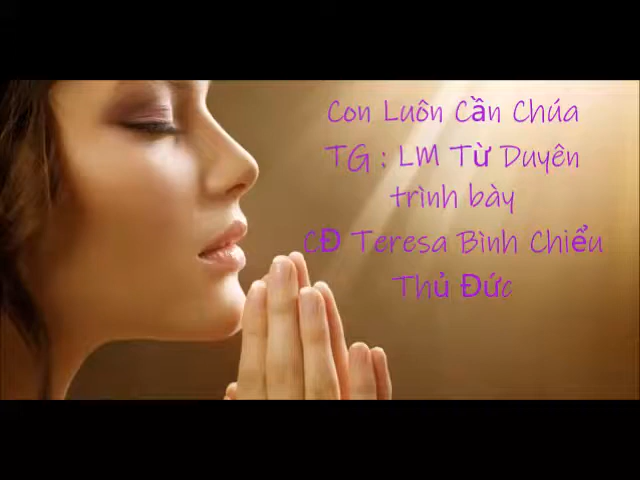 Con Luôn Cần Chúa
TG : LM Từ Duyên
trình bày
CĐ Teresa Bình Chiểu
Thủ Đức